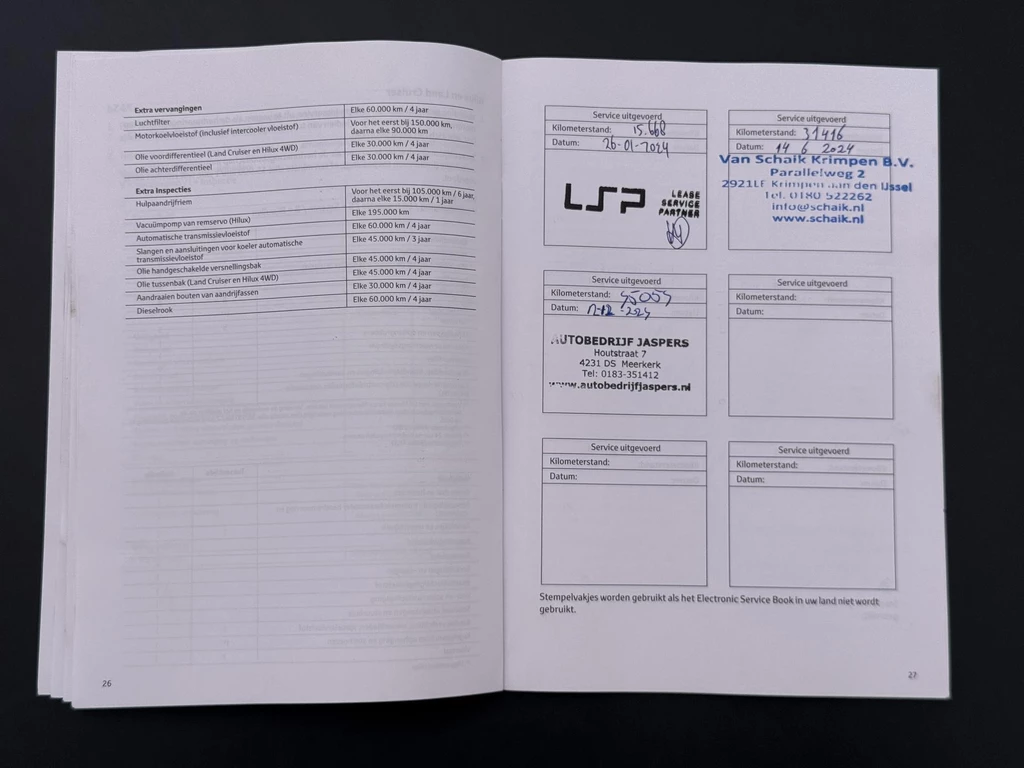 Extra vervangingen
Luchtfilter Elke 60.000 km / 4 jaar
Motorkoelvloeistof (inclusief intercooler vloeistof) Voor het eerst bij 150.000 km,
daarna elke 90.000 km
Olie voordifferentieel (Land Cruiser en Hilux 4WD) Elke 30.000 km / 4 jaar
Olie achterdifferentieel Elke 30.000 km / 4 jaar
Extra Inspecties
Hulpaandrijfriem Voor het eerst bij 105.000 km / 6 jaar,
daarna elke 15.000 km / 1 jaar
Vacuümpomp van remservo (Hilux) Elke 195.000 km
Automatische transmissievloeistof Elke 60.000 km / 4 jaar
Slangen en aansluitingen voor koeler automatische
transmissievloeistof Elke 45.000 km / 3 jaar
Olie handgeschakelde versnellingsbak Elke 45.000 km / 4 jaar
Olie tussenbak (Land Cruiser en Hilux 4WD) Elke 45.000 km / 4 jaar
Aandraaien bouten van aandrijfassen Elke 30.000 km / 4 jaar
Dieselrook Elke 60.000 km / 4 jaar
26
Service uitgevoerd
Kilometerstand: 15.668
Datum: 26-01-2024
LSP LEASE
SERVICE
PARTNER
Service uitgevoerd
Kilometerstand: 31416
Datum: 14 6 2024
Van Schaik Krimpen B.V.
Parallelweg 2
2921LE Krimpen aan den IJssel
Tel. 0180 522262
info@schaik.nl
www.schaik.nl
Service uitgevoerd
Kilometerstand:
Datum:
AUTOBEDRIJF JASPERS
Houtstraat 7
4231 DS Meerkerk
Tel: 0183-351412
www.autobedrijfjaspers.nl
Service uitgevoerd
Kilometerstand:
Datum:
Service uitgevoerd
Kilometerstand:
Datum:
Service uitgevoerd
Kilometerstand:
Datum:
Stempelvakjes worden gebruikt als het Electronic Service Book in uw land niet wordt
gebruikt.
27